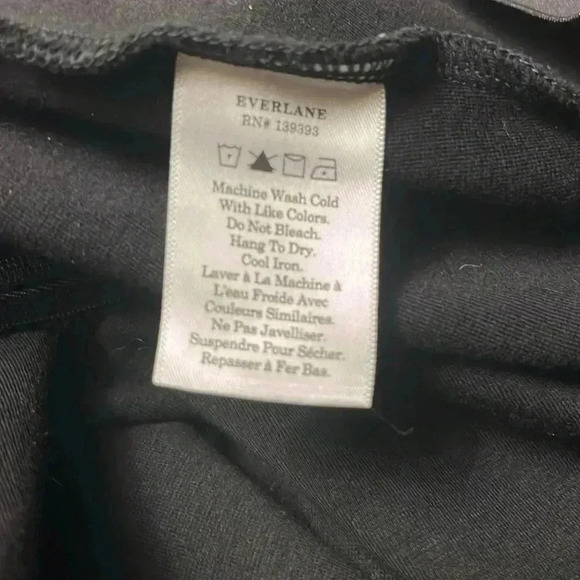 EVERLANE
RN# 139393
Machine Wash Cold
With Like Colors.
Do Not Bleach.
Hang To Dry.
Cool Iron.
Laver à La Machine à
L'eau Froide Avec
Couleurs Similaires.
Ne Pas Javelliser.
Suspendre Pour Sécher.
Repasser à Fer Bas.